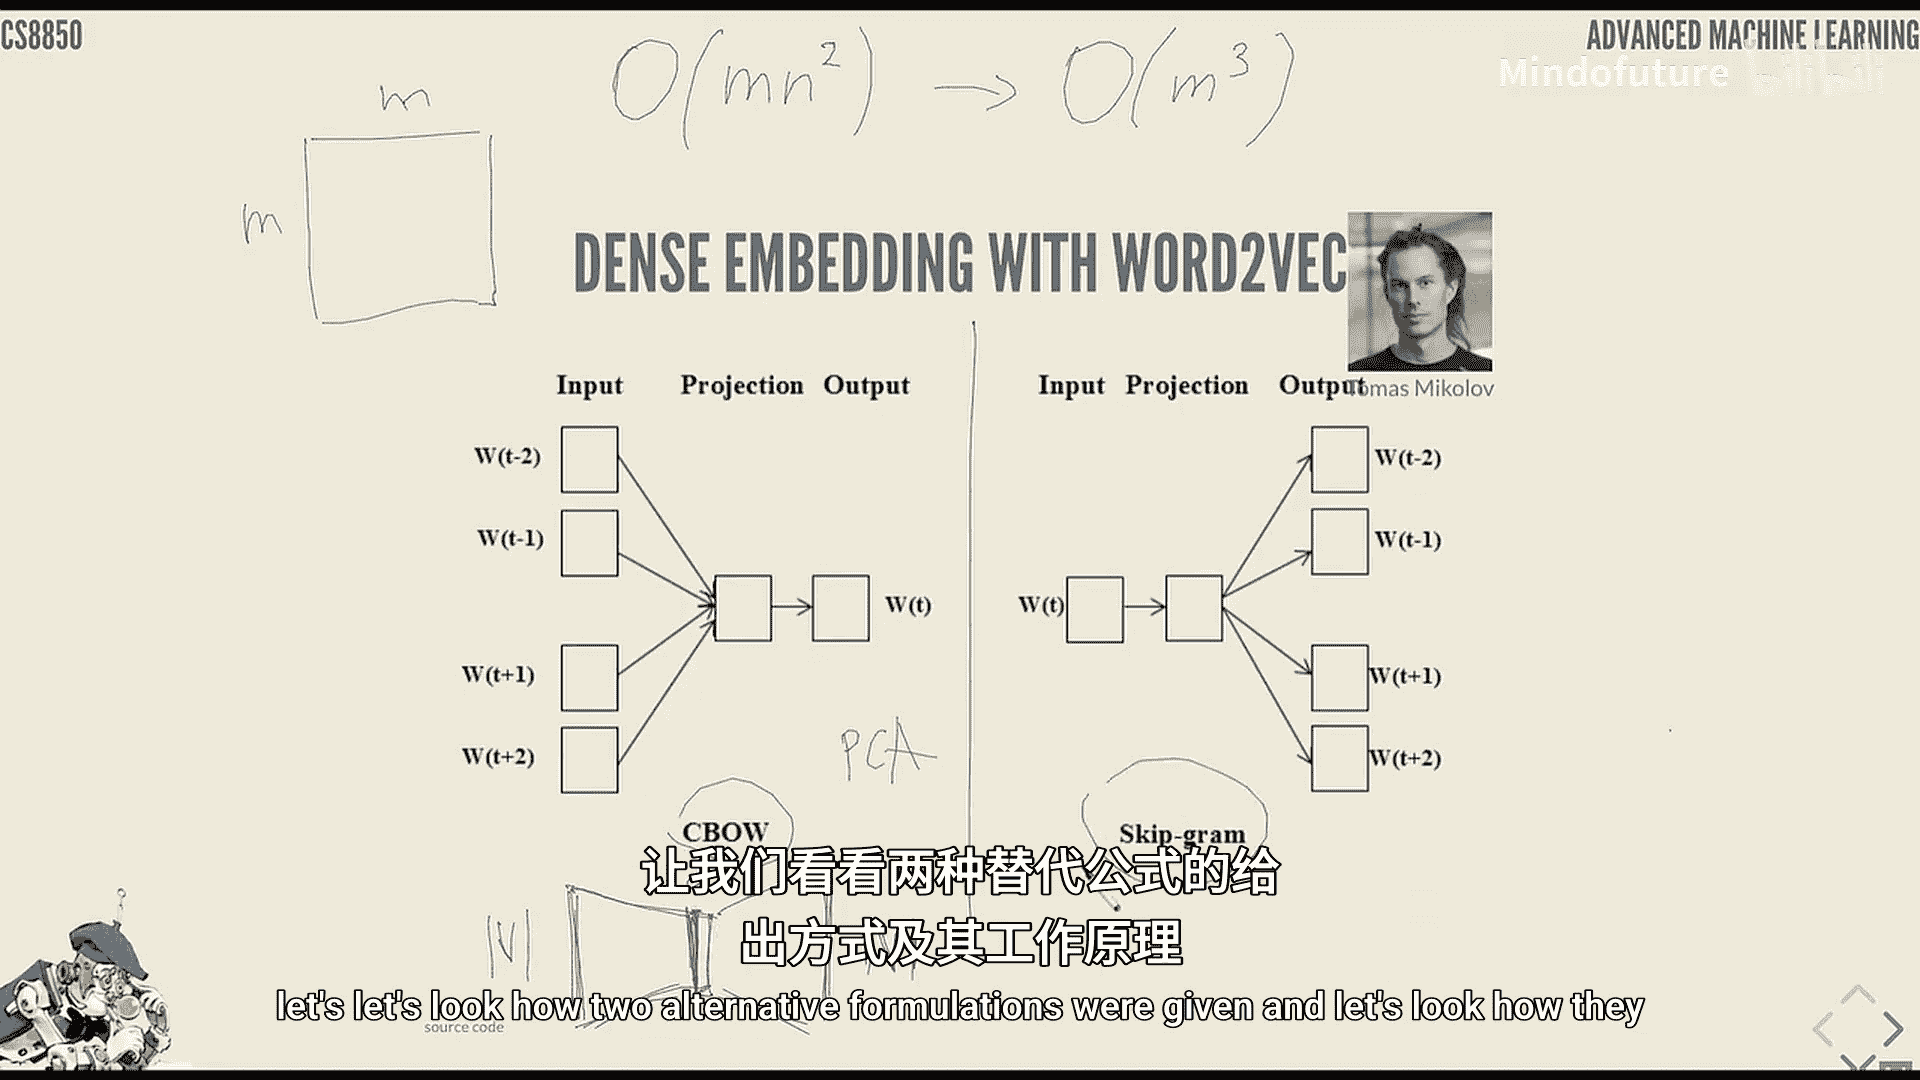 CS8850
ADVANCED MACHINE LEARNING
Mindofuture bilibili
O(mn²) → O(m³)
m
m
DENSE EMBEDDING WITH WORD2VEC
Tomas Mikolov
Input Projection Output
W(t-2)
W(t-1)
W(t)
W(t+1)
W(t+2)
PCA
CBOW
Input Projection Output
W(t-2)
W(t-1)
W(t)
W(t+1)
W(t+2)
Skip-gram
|V|
让我们看看两种替代公式的给
出方式及其工作原理
let's let's look how two alternative formulations were given and let's look how they
source code